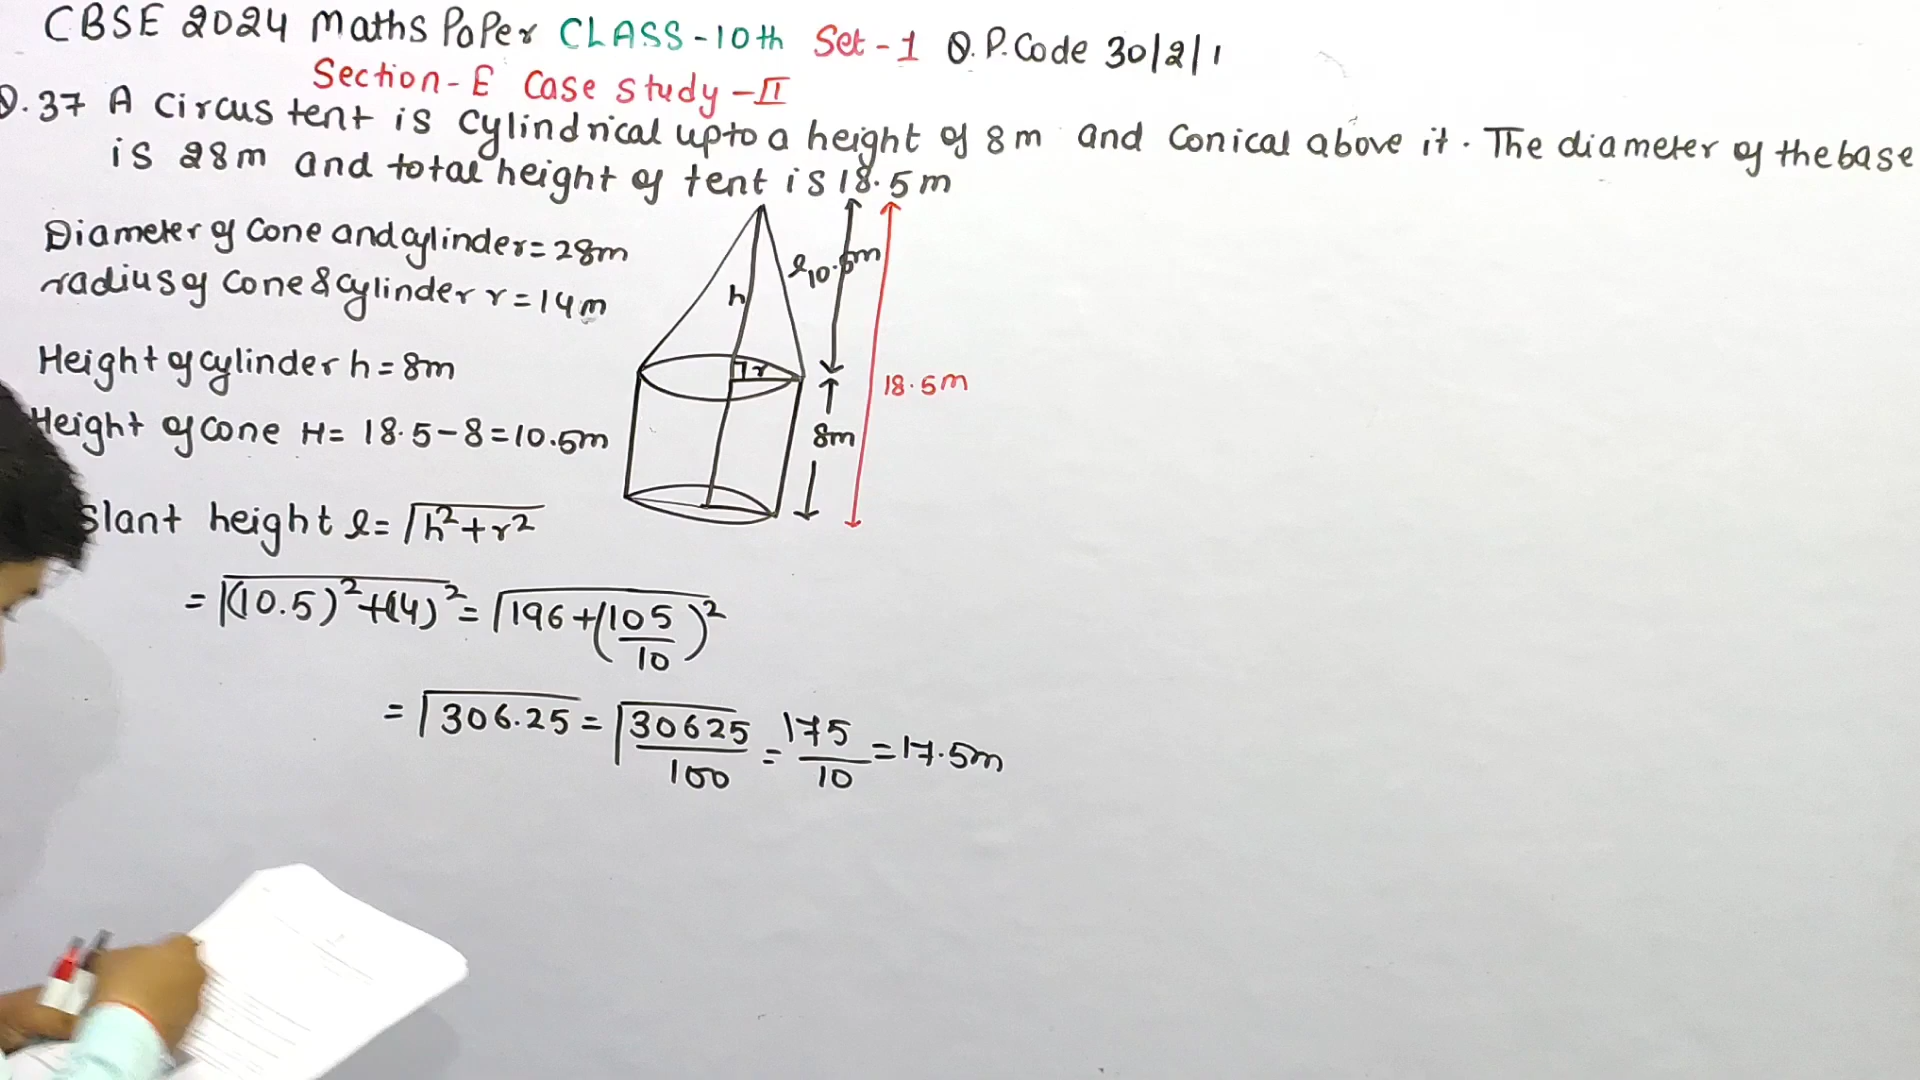 CBSE 2024 Maths PaPer CLASS-10th Set-1 Q.P.Code 30/2/1
Section-E Case study-II
Q.37 A Circus tent is Cylindrical upto a height of 8m and Conical above it. The diameter of the base
is 28m and total height of tent is 18.5m
Diameter of Cone and cylinder=28m
radius of Cone & Cylinder r=14m
Height of cylinder h=8m
Height of cone H= 18.5-8=10.5m
Slant height l=√h²+r²
=√(10.5)²+(14)²=√196+(105/10)²
=√306.25=√30625/100=175/10=17.5m
h
l
10.5m
r
8m
18.5m